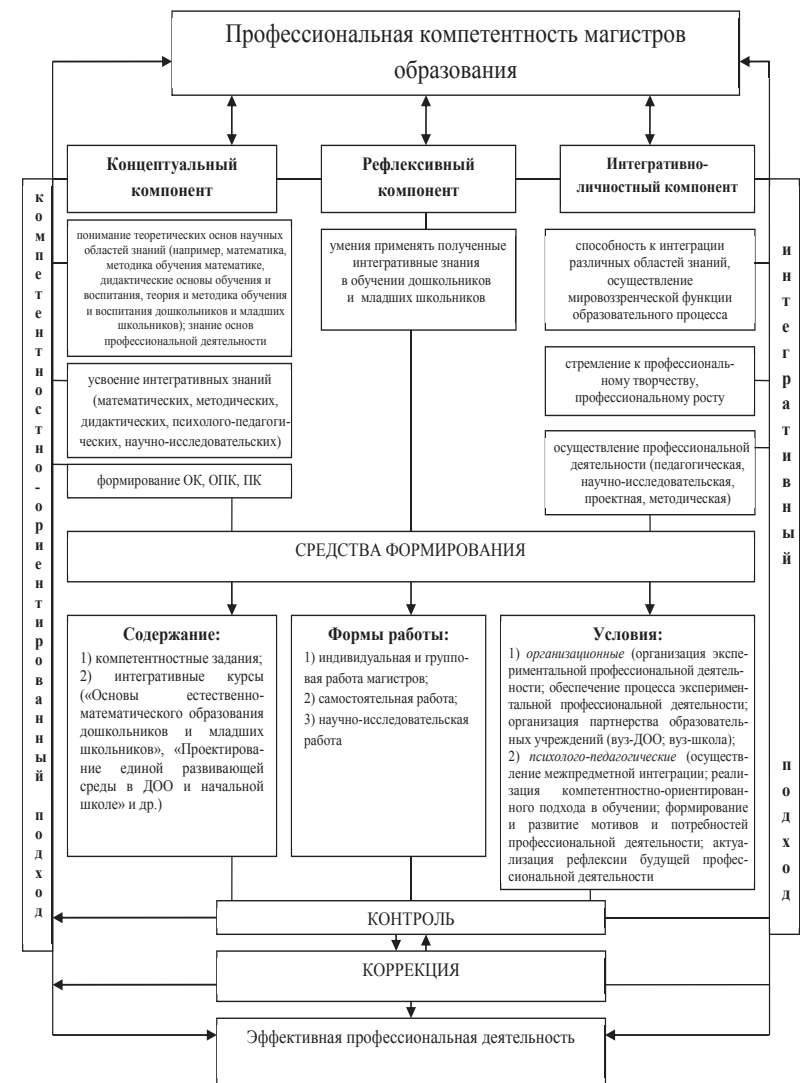 Профессиональная компетентность магистров
образования
Концептуальный
компонент
Рефлексивный
компонент
Интегративно-
личностный компонент
компетентностно-ориентированный подход
интегративный подход
понимание теоретических основ научных
областей знаний (например, математика,
методика обучения математике,
дидактические основы обучения и
воспитания, теория и методика обучения
и воспитания дошкольников и младших
школьников); знание основ
профессиональной деятельности
умения применять полученные
интегративные знания
в обучении дошкольников
и младших школьников
способность к интеграции
различных областей знаний,
осуществление
мировоззренческой функции
образовательного процесса
усвоение интегративных знаний
(математических, методических,
дидактических, психолого-педагоги-
ческих, научно-исследовательских)
стремление к профессиональ-
ному творчеству,
профессиональному росту
формирование ОК, ОПК, ПК
осуществление профессиональной
деятельности (педагогическая,
научно-исследовательская,
проектная, методическая)
СРЕДСТВА ФОРМИРОВАНИЯ
Содержание:
1) компетентностные задания;
2) интегративные курсы
(«Основы естественно-
математического образования
дошкольников и младших
школьников», «Проектирова-
ние единой развивающей
среды в ДОО и начальной
школе» и др.)
Формы работы:
1) индивидуальная и группо-
вая работа магистров;
2) самостоятельная работа;
3) научно-исследовательская
работа
Условия:
1) организационные (организация экспе-
риментальной профессиональной деятель-
ности; обеспечение процесса эксперимен-
тальной профессиональной деятельности;
организация партнерства образователь-
ных учреждений (вуз-ДОО; вуз-школа);
2) психолого-педагогические (осуществ-
ление межпредметной интеграции; реали-
зация компетентностно-ориентирован-
ного подхода в обучении; формирование
и развитие мотивов и потребностей
профессиональной деятельности; актуа-
лизация рефлексии будущей профес-
сиональной деятельности
КОНТРОЛЬ
КОРРЕКЦИЯ
Эффективная профессиональная деятельность